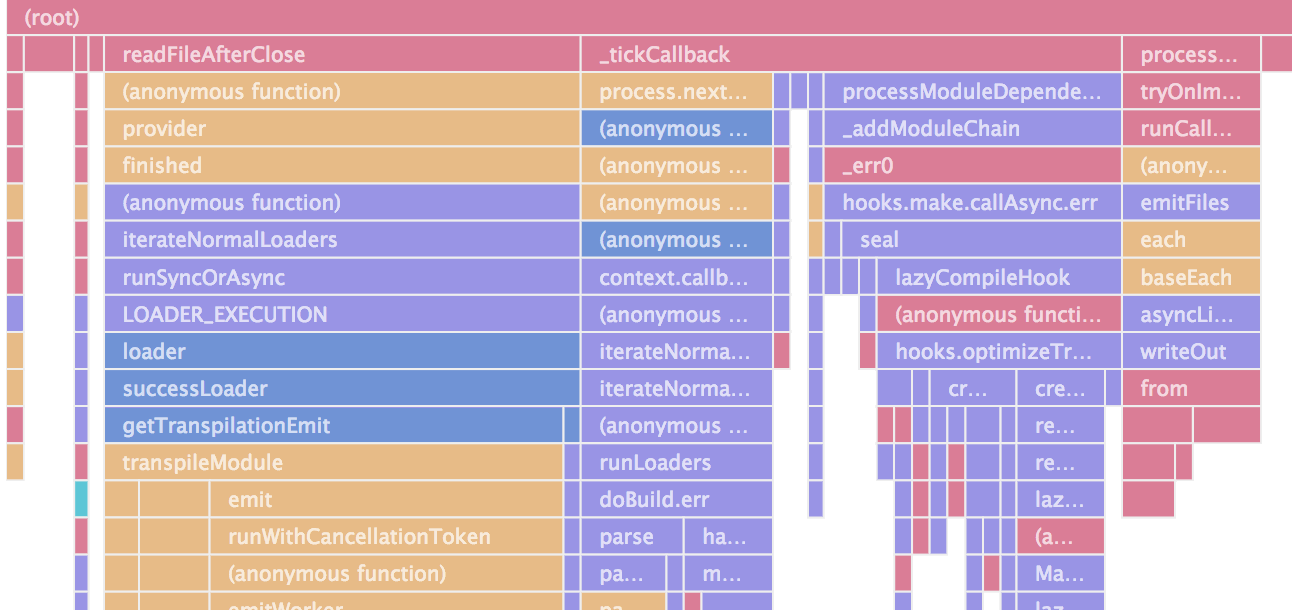 (root)
readFileAfterClose _tickCallback process...
(anonymous function) process.next... processModuleDepende... tryOnIm...
provider (anonymous ... _addModuleChain runCall...
finished (anonymous ... _err0 (anony...
(anonymous function) (anonymous ... hooks.make.callAsync.err emitFiles
iterateNormalLoaders (anonymous ... seal each
runSyncOrAsync context.callb... lazyCompileHook baseEach
LOADER_EXECUTION (anonymous ... (anonymous functi... asyncLi...
loader iterateNorma... hooks.optimizeTr... writeOut
successLoader iterateNorma... cr... cre... from
getTranspilationEmit (anonymous ... re...
transpileModule runLoaders re...
emit doBuild.err laz...
runWithCancellationToken parse ha... (a...
(anonymous function) pa... m... Ma...
emitWorker pa... laz...